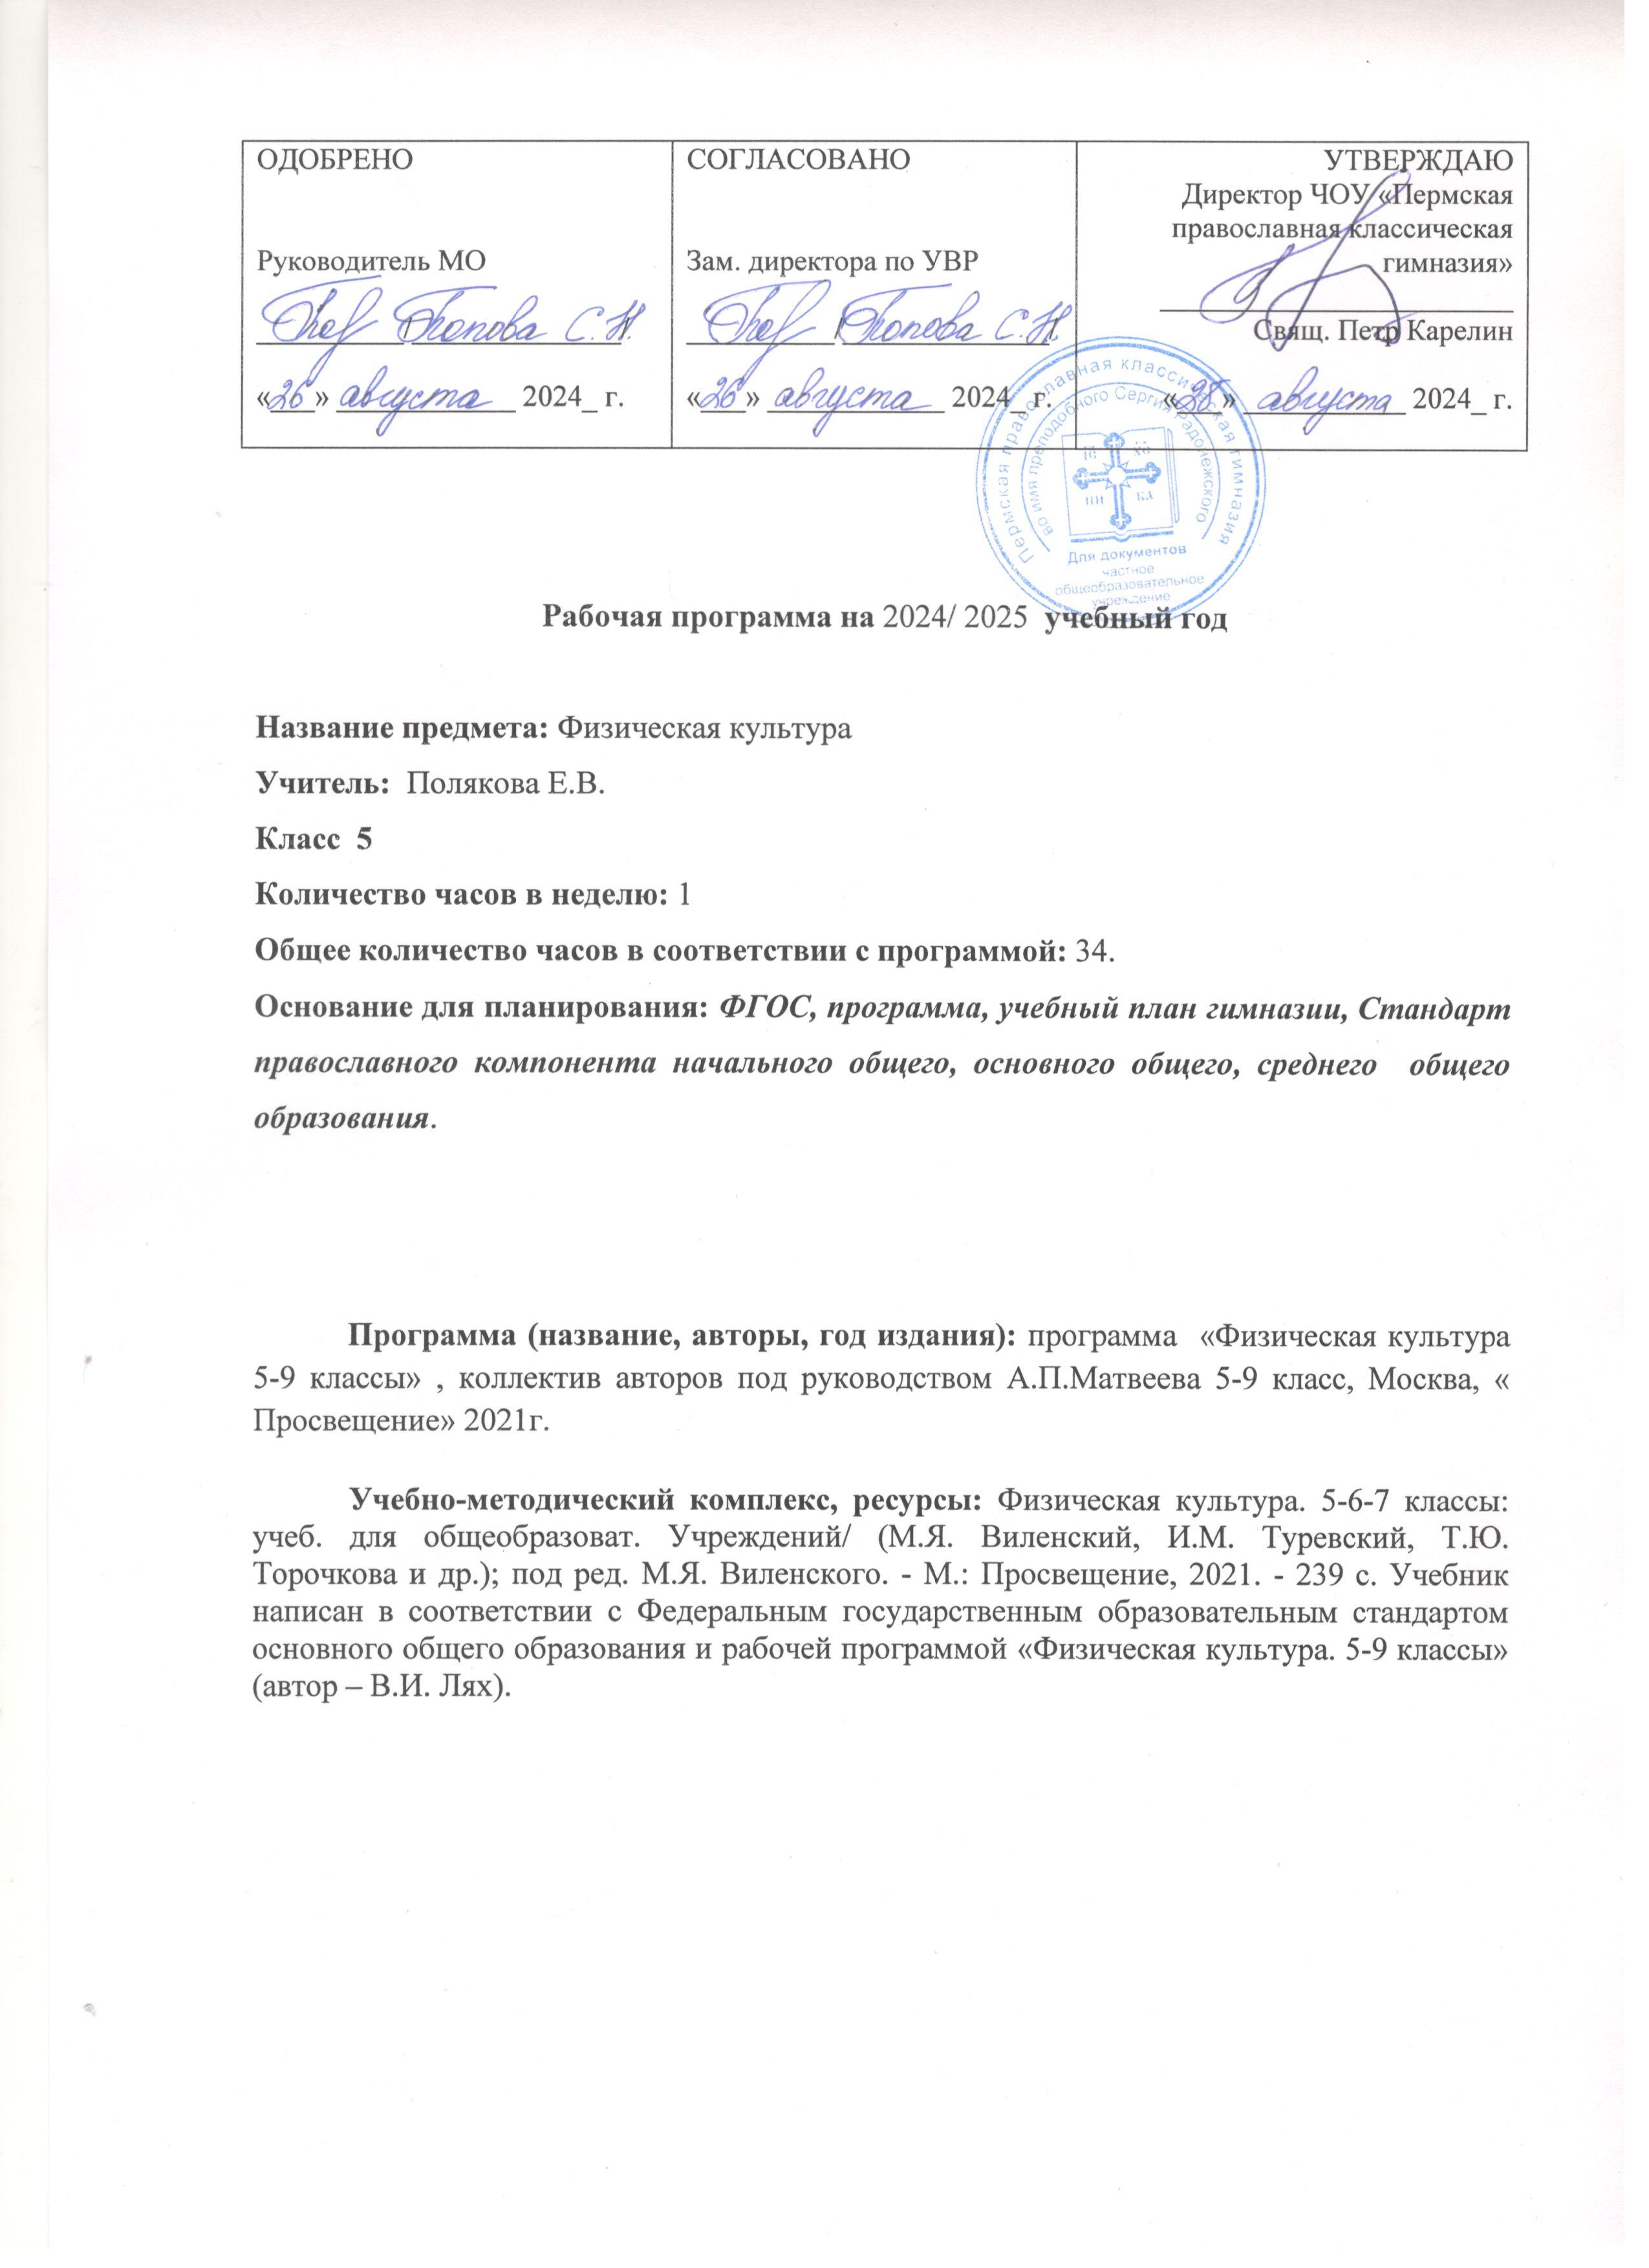 ОДОБРЕНО
Руководитель МО
Попова С.Н.
«26» августа 2024_ г.
СОГЛАСОВАНО
Зам. директора по УВР
Попова С.Н.
«26» августа 2024_ г.
УТВЕРЖДАЮ
Директор ЧОУ «Пермская
православная классическая
гимназия»
Свящ. Петр Карелин
«28» августа 2024_ г.
Пермская православная классическая гимназия
во имя преподобного Сергия Радонежского
НИ КА
Для документов
частное
общеобразовательное
учреждение
Рабочая программа на 2024/ 2025 учебный год
Название предмета: Физическая культура
Учитель: Полякова Е.В.
Класс 5
Количество часов в неделю: 1
Общее количество часов в соответствии с программой: 34.
Основание для планирования: ФГОС, программа, учебный план гимназии, Стандарт
православного компонента начального общего, основного общего, среднего общего
образования.
Программа (название, авторы, год издания): программа «Физическая культура
5-9 классы» , коллектив авторов под руководством А.П.Матвеева 5-9 класс, Москва, «
Просвещение» 2021г.
Учебно-методический комплекс, ресурсы: Физическая культура. 5-6-7 классы:
учеб. для общеобразоват. Учреждений/ (М.Я. Виленский, И.М. Туревский, Т.Ю.
Торочкова и др.); под ред. М.Я. Виленского. - М.: Просвещение, 2021. - 239 с. Учебник
написан в соответствии с Федеральным государственным образовательным стандартом
основного общего образования и рабочей программой «Физическая культура. 5-9 классы»
(автор – В.И. Лях).